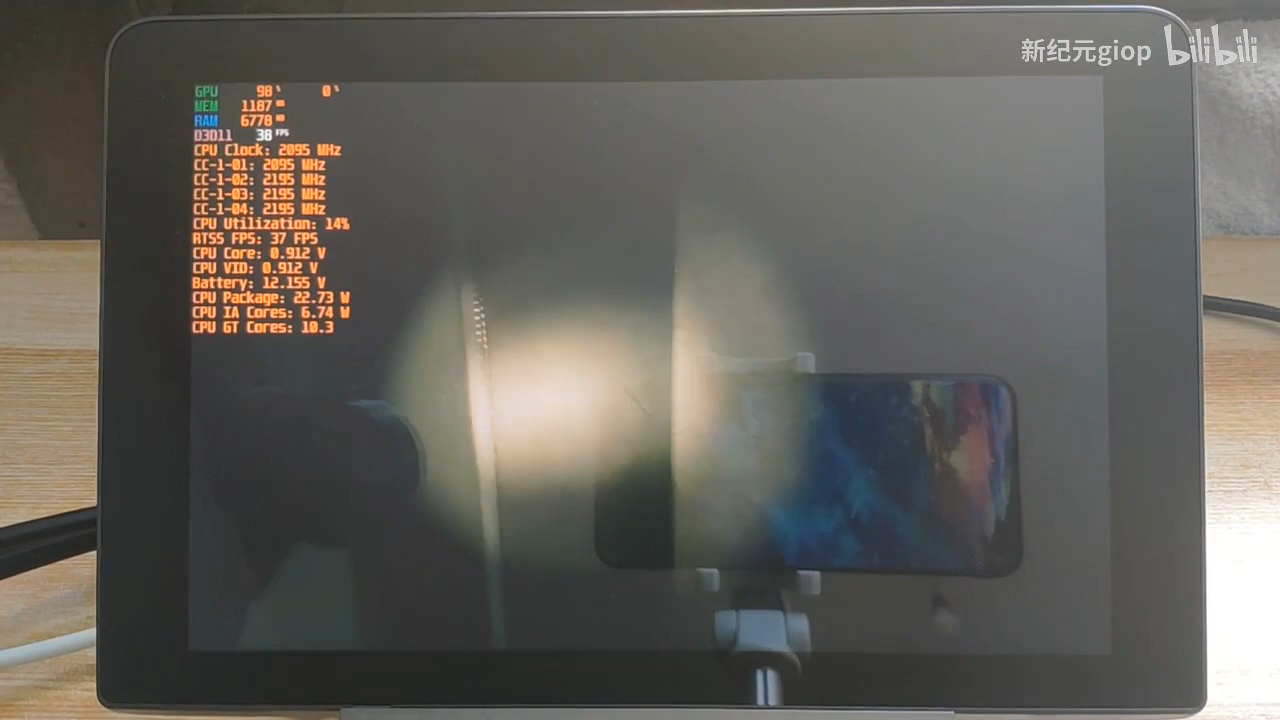 新纪元giop bilibili
GPU 98 % 0 %
MEM 1187 MB
RAM 6778 MB
D3D11 38 FPS
CPU Clock: 2095 MHz
CC-1-01: 2095 MHz
CC-1-02: 2195 MHz
CC-1-03: 2195 MHz
CC-1-04: 2195 MHz
CPU Utilization: 14%
RTSS FPS: 37 FPS
CPU Core: 0.912 V
CPU VID: 0.912 V
Battery: 12.155 V
CPU Package: 22.73 W
CPU IA Cores: 6.74 W
CPU GT Cores: 10.3